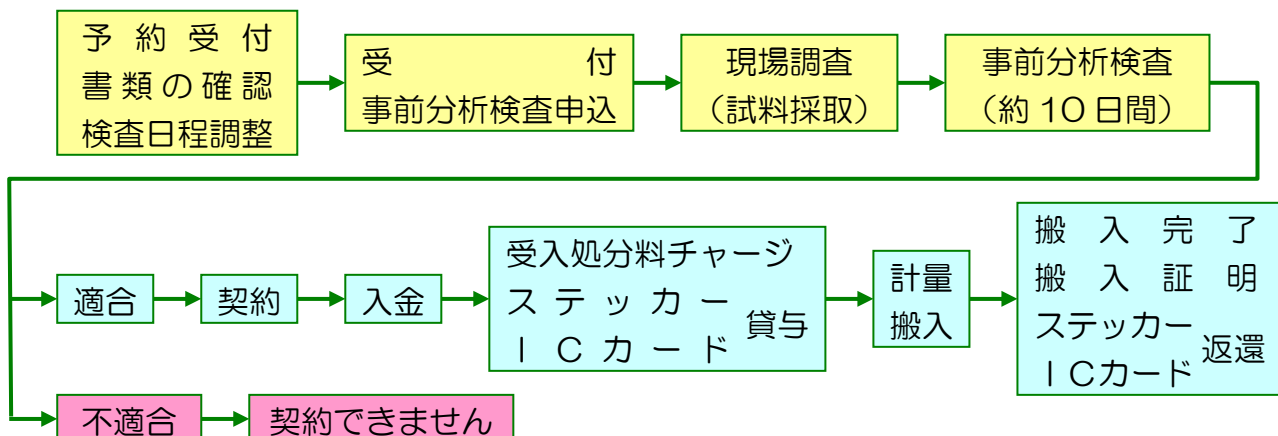 予約受付
書類の確認
検査日程調整
受付
事前分析検査申込
現場調査
（試料採取）
事前分析検査
（約10日間）
適合
契約
入金
受入処分料チャージ
ステッカー
ＩＣカード
貸与
計量
搬入
搬入完了
搬入証明
ステッカー
ＩＣカード
返還
不適合
契約できません